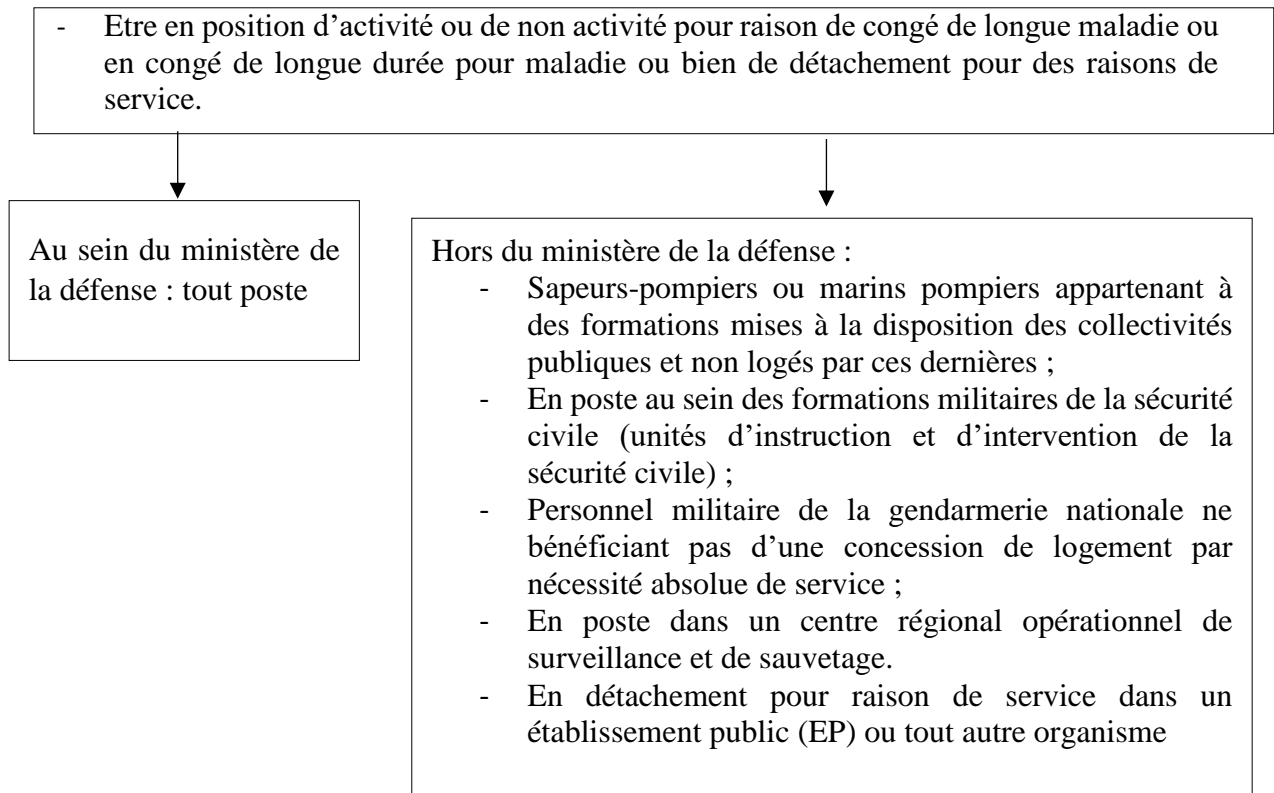 - Etre en position d’activité ou de non activité pour raison de congé de longue maladie ou
en congé de longue durée pour maladie ou bien de détachement pour des raisons de
service.
Au sein du ministère de
la défense : tout poste
Hors du ministère de la défense :
- Sapeurs-pompiers ou marins pompiers appartenant à
des formations mises à la disposition des collectivités
publiques et non logés par ces dernières ;
- En poste au sein des formations militaires de la sécurité
civile (unités d’instruction et d’intervention de la
sécurité civile) ;
- Personnel militaire de la gendarmerie nationale ne
bénéficiant pas d’une concession de logement par
nécessité absolue de service ;
- En poste dans un centre régional opérationnel de
surveillance et de sauvetage.
- En détachement pour raison de service dans un
établissement public (EP) ou tout autre organisme